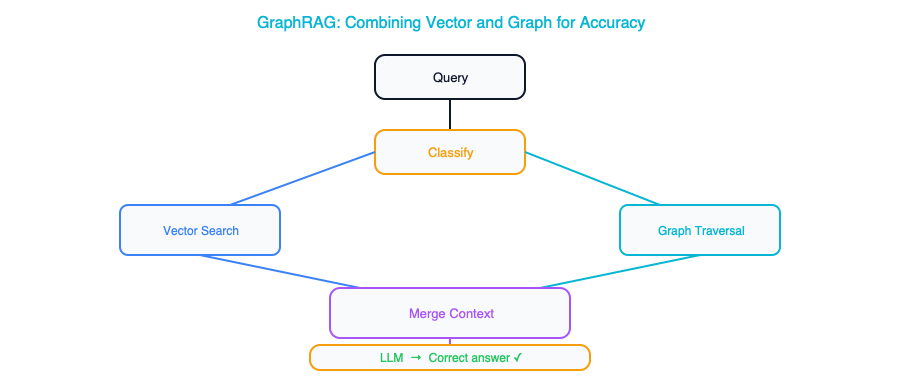 GraphRAG: Combining Vector and Graph for Accuracy
Query
Classify
Vector Search
Graph Traversal
Merge Context
LLM → Correct answer ✓